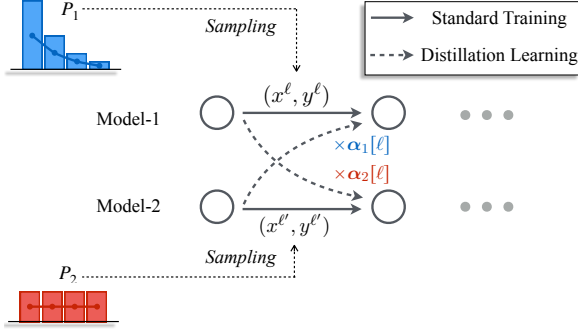 P₁
Sampling
Standard Training
Distillation Learning
(x^ℓ, y^ℓ)
Model-1
×α₁[ℓ]
×α₂[ℓ]
Model-2
(x^ℓ', y^ℓ')
Sampling
P₂